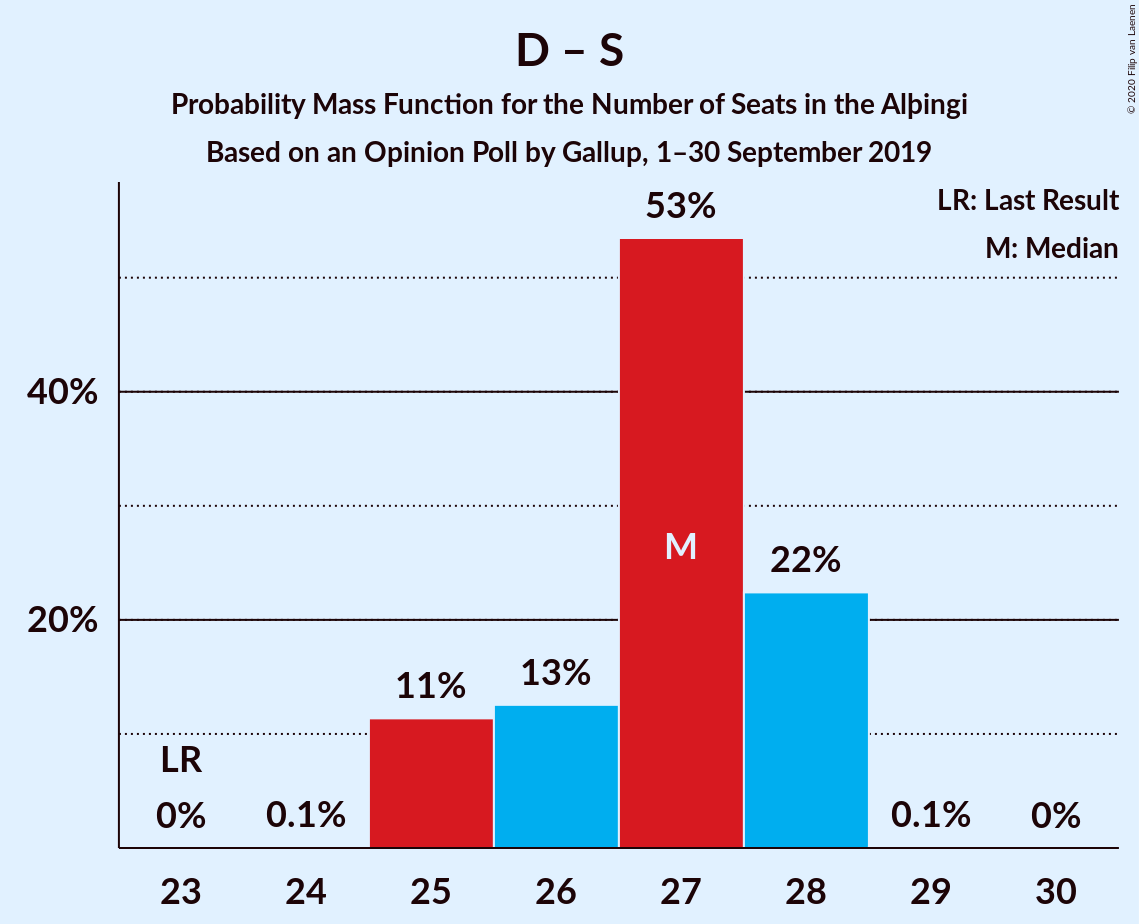 D – S
Probability Mass Function for the Number of Seats in the Alþingi
Based on an Opinion Poll by Gallup, 1–30 September 2019
© 2020 Filip van Laenen
LR: Last Result
M: Median
53%
40%
M
22%
20%
13%
11%
LR
0%
0.1%
0.1%
0%
23 24 25 26 27 28 29 30